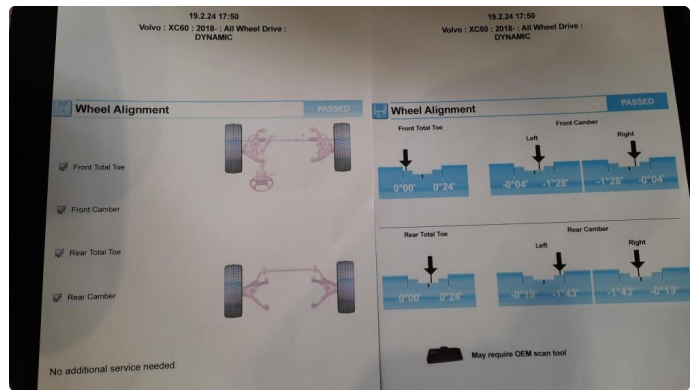 19.2.24 17:50
Volvo : XC60 : 2018- : All Wheel Drive :
DYNAMIC
Wheel Alignment
PASSED
Front Total Toe
Front Camber
Rear Total Toe
Rear Camber
No additional service needed.
19.2.24 17:50
Volvo : XC60 : 2018- : All Wheel Drive :
DYNAMIC
Wheel Alignment
PASSED
Front Total Toe
Front Camber
Left
Right
0°00' 0°24'
-0°04' -1°28'
-1°28' -0°04'
Rear Total Toe
Rear Camber
Left
Right
0°00' 0°24'
-0°19' -1°43'
-1°43' -0°19'
May require OEM scan tool